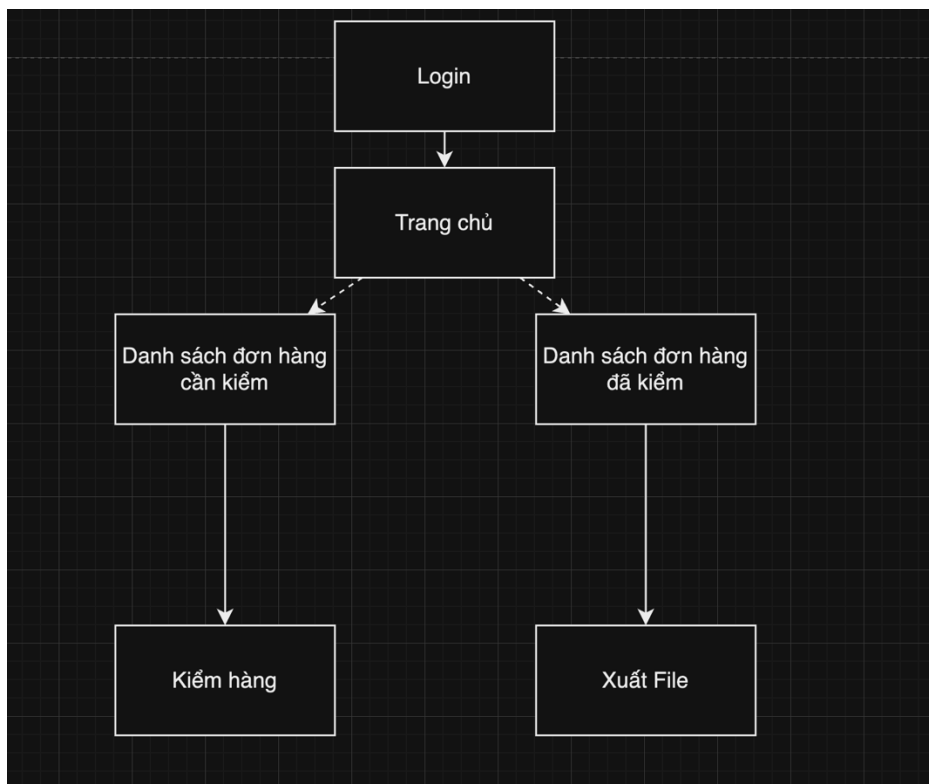 Login
Trang chủ
Danh sách đơn hàng
cần kiểm
Danh sách đơn hàng
đã kiểm
Kiểm hàng
Xuất File